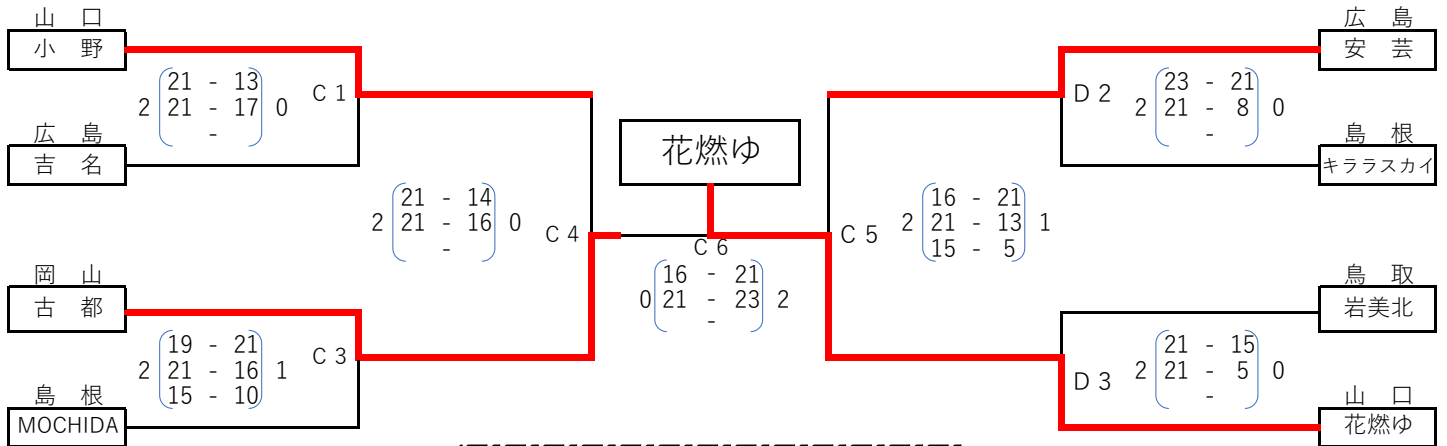 山 口
小 野
2 21 - 13 0
21 - 17
-
C 1
広 島
吉 名
2 21 - 14 0
21 - 16
-
C 4
岡 山
古 都
2 19 - 21 1
21 - 16
15 - 10
C 3
島 根
MOCHIDA
花燃ゆ
C 6
0 16 - 21 2
21 - 23
-
広 島
安 芸
D 2
2 23 - 21 0
21 - 8
-
島 根
キララスカイ
C 5
2 16 - 21 1
21 - 13
15 - 5
鳥 取
岩美北
D 3
2 21 - 15 0
21 - 5
-
山 口
花燃ゆ